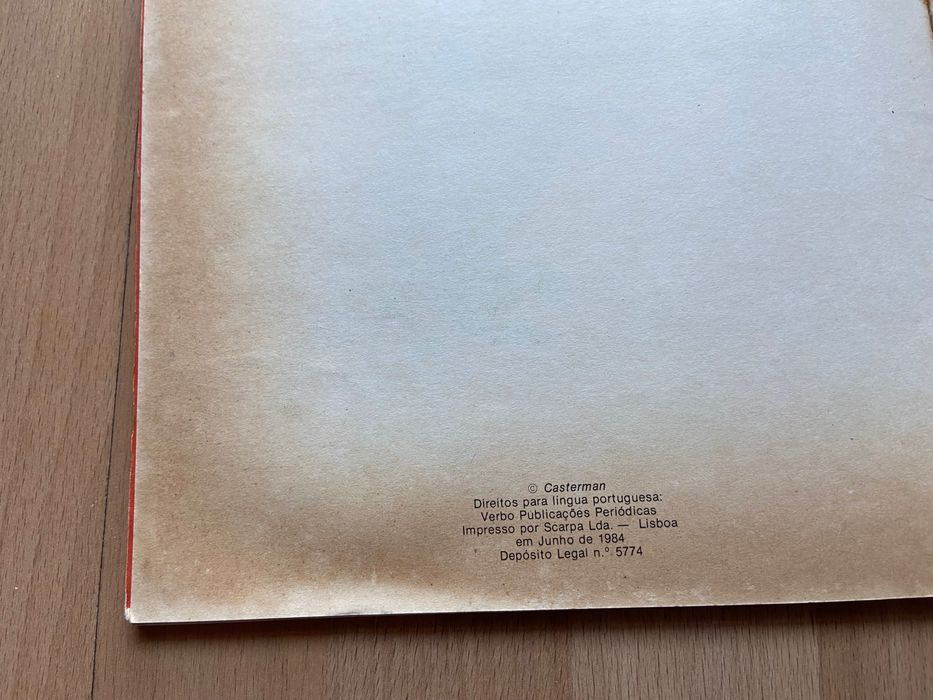 © Casterman
Direitos para língua portuguesa:
Verbo Publicações Periódicas
Impresso por Scarpa Lda. — Lisboa
em Junho de 1984
Depósito Legal n.º 5774